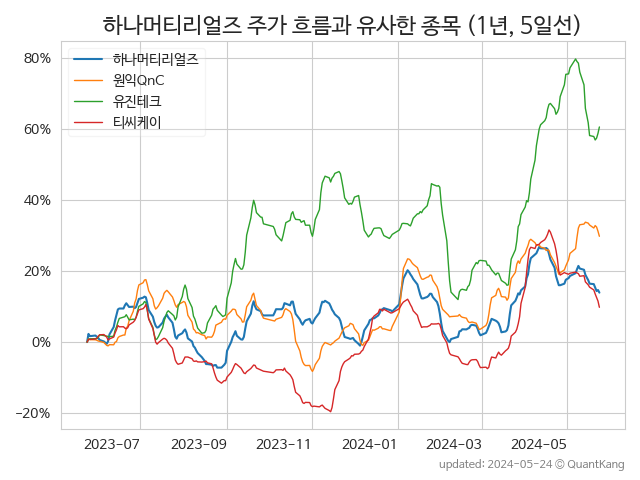 하나머티리얼즈 주가 흐름과 유사한 종목 (1년, 5일선)
하나머티리얼즈
원익QnC
유진테크
티씨케이
80%
60%
40%
20%
0%
−20%
2023−07
2023−09
2023−11
2024−01
2024−03
2024−05
updated: 2024-05-24 © QuantKang